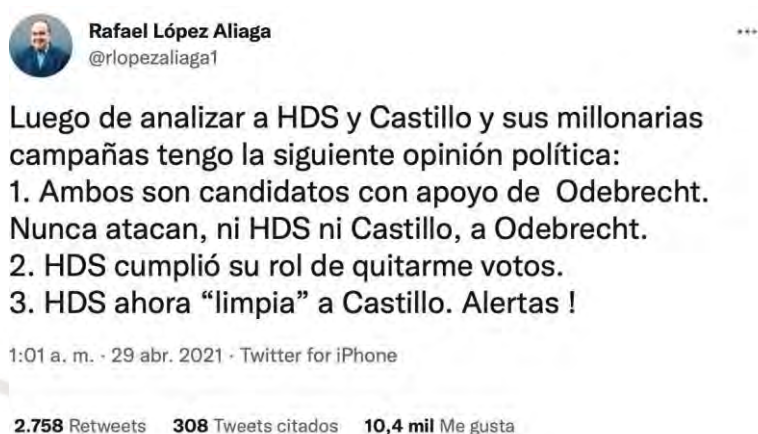 Rafael López Aliaga
@rlopezaliaga1
Luego de analizar a HDS y Castillo y sus millonarias
campañas tengo la siguiente opinión política:
1. Ambos son candidatos con apoyo de Odebrecht.
Nunca atacan, ni HDS ni Castillo, a Odebrecht.
2. HDS cumplió su rol de quitarme votos.
3. HDS ahora “limpia” a Castillo. Alertas !
1:01 a. m. · 29 abr. 2021 · Twitter for iPhone
2.758 Retweets 308 Tweets citados 10,4 mil Me gusta